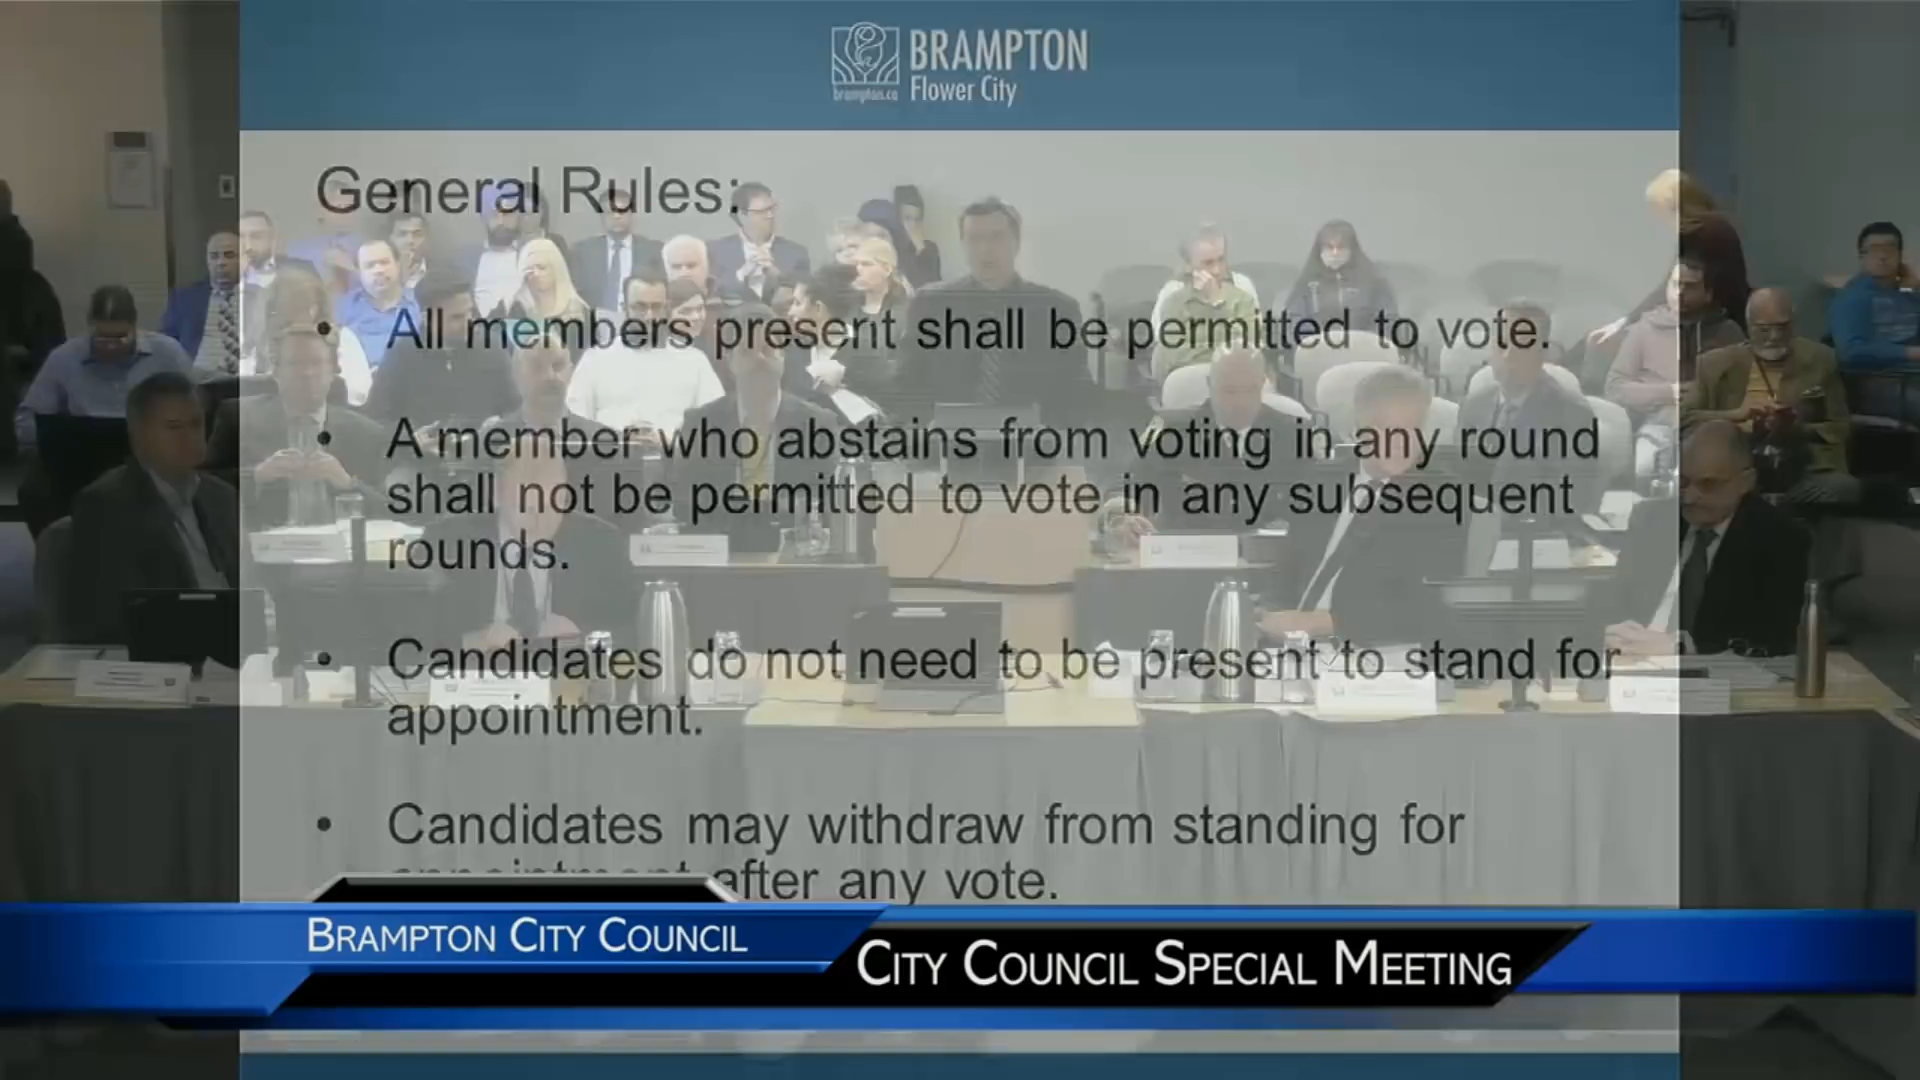 BRAMPTON
Flower City
brampton.ca
General Rules:
• All members present shall be permitted to vote.
• A member who abstains from voting in any round
shall not be permitted to vote in any subsequent
rounds.
• Candidates do not need to be present to stand for
appointment.
• Candidates may withdraw from standing for
appointment after any vote.
BRAMPTON CITY COUNCIL
CITY COUNCIL SPECIAL MEETING